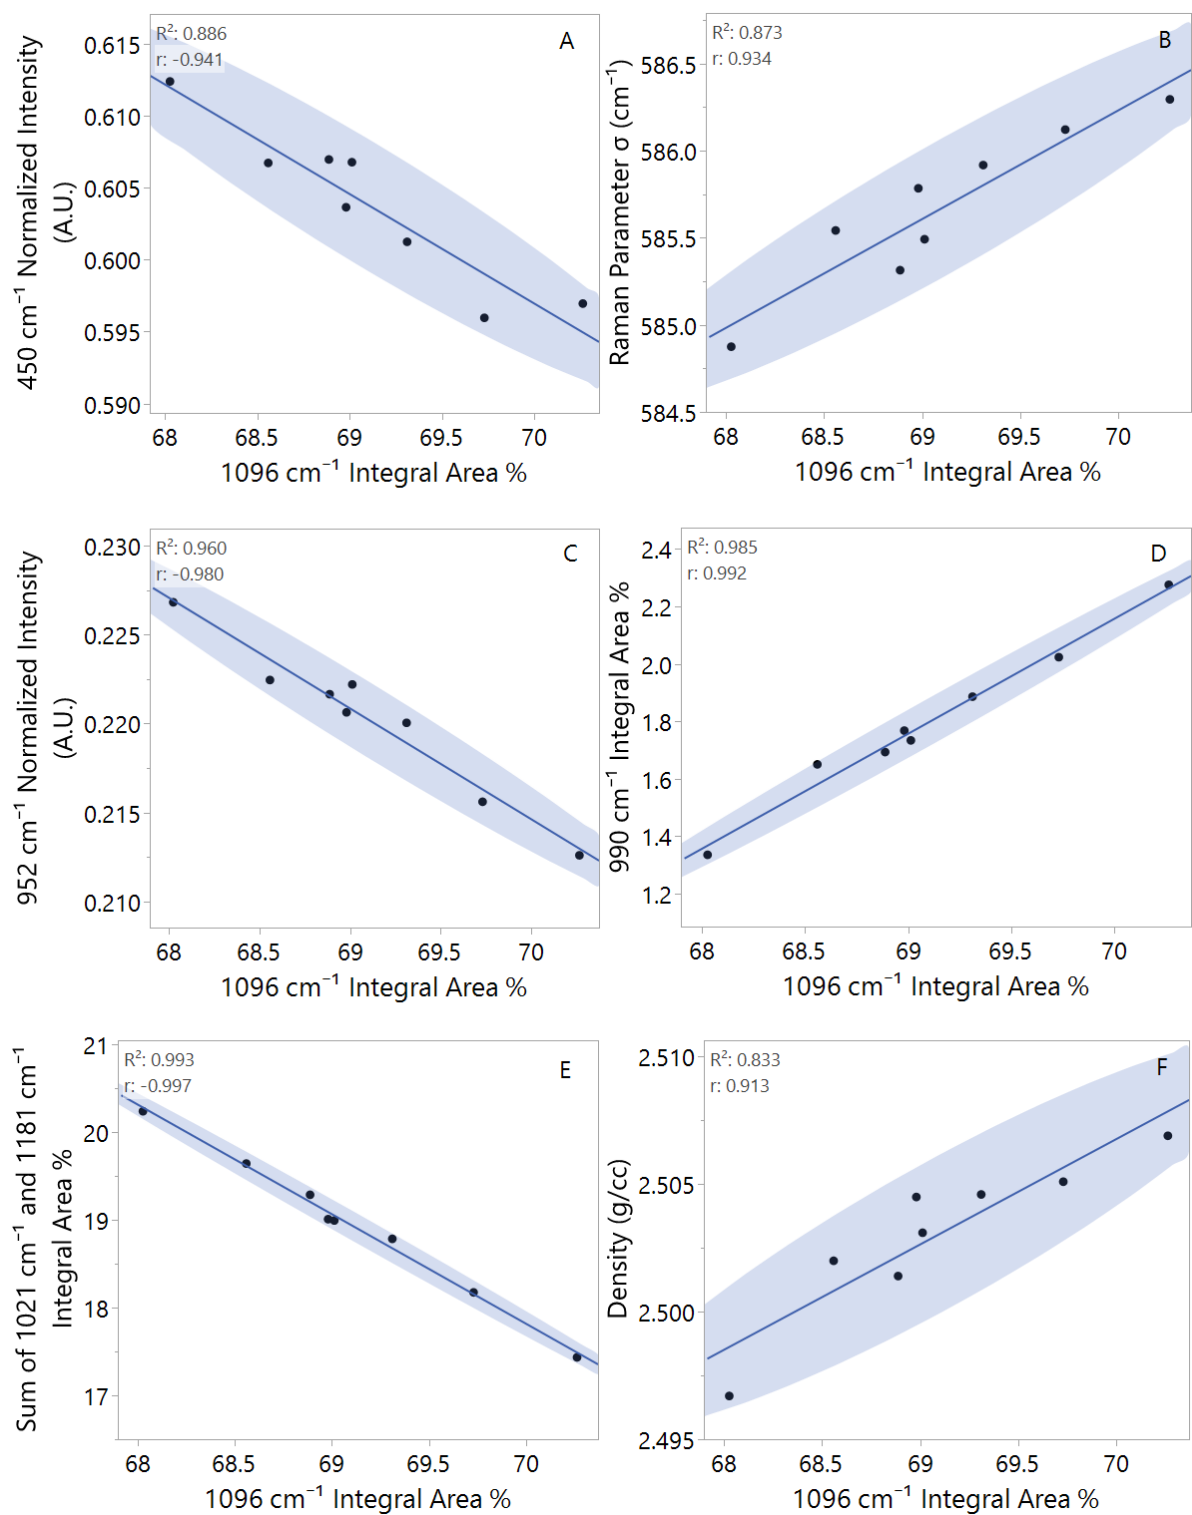 R²: 0.886
r: -0.941
A
0.615
0.610
0.605
0.600
0.595
0.590
450 cm⁻¹ Normalized Intensity
(A.U.)
68
68.5
69
69.5
70
1096 cm⁻¹ Integral Area %
R²: 0.873
r: 0.934
B
586.5
586.0
585.5
585.0
584.5
Raman Parameter σ (cm⁻¹)
68
68.5
69
69.5
70
1096 cm⁻¹ Integral Area %
R²: 0.960
r: -0.980
C
0.230
0.225
0.220
0.215
0.210
952 cm⁻¹ Normalized Intensity
(A.U.)
68
68.5
69
69.5
70
1096 cm⁻¹ Integral Area %
R²: 0.985
r: 0.992
D
2.4
2.2
2.0
1.8
1.6
1.4
1.2
990 cm⁻¹ Integral Area %
68
68.5
69
69.5
70
1096 cm⁻¹ Integral Area %
R²: 0.993
r: -0.997
E
21
20
19
18
17
Sum of 1021 cm⁻¹ and 1181 cm⁻¹
Integral Area %
68
68.5
69
69.5
70
1096 cm⁻¹ Integral Area %
R²: 0.833
r: 0.913
F
2.510
2.505
2.500
2.495
Density (g/cc)
68
68.5
69
69.5
70
1096 cm⁻¹ Integral Area %